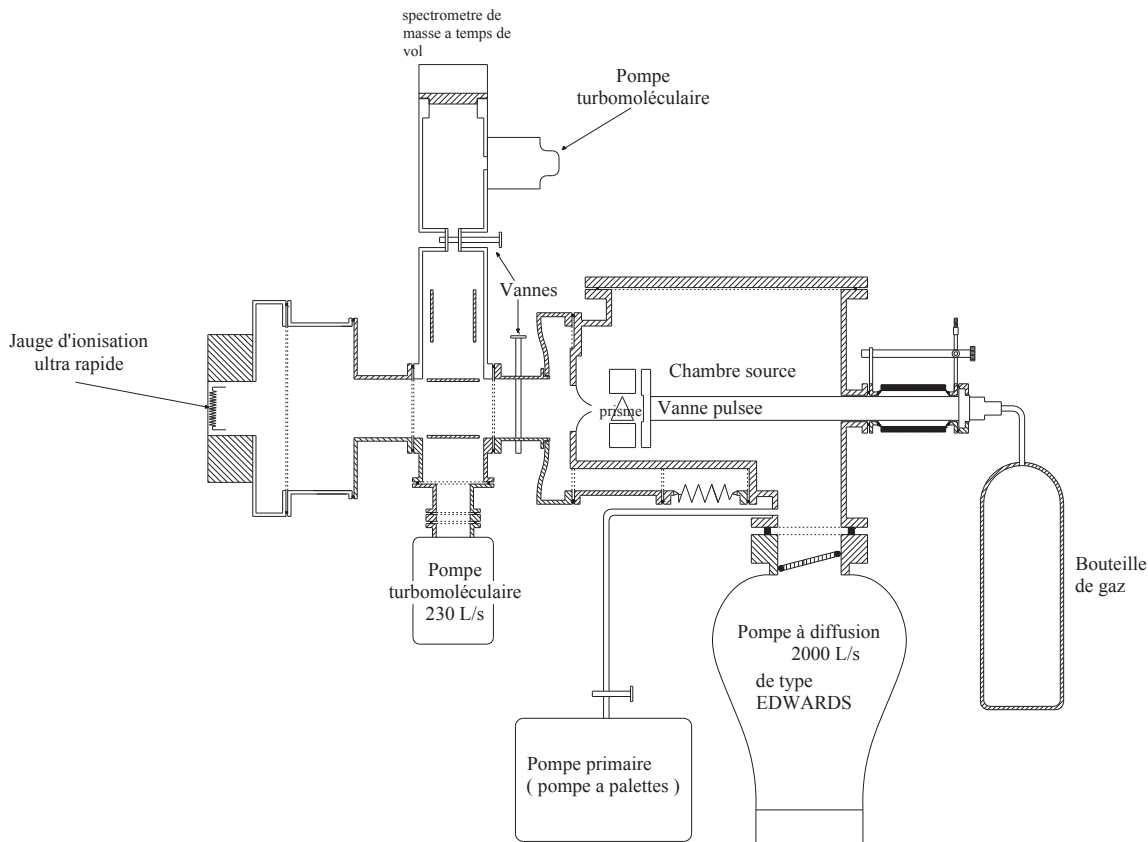 spectrometre de
masse a temps de
vol
Pompe
turbomoléculaire
Vannes
Jauge d'ionisation
ultra rapide
Chambre source
prisme
Vanne pulsee
Pompe
turbomoléculaire
230 L/s
Bouteille
de gaz
Pompe à diffusion
2000 L/s
de type
EDWARDS
Pompe primaire
( pompe a palettes )